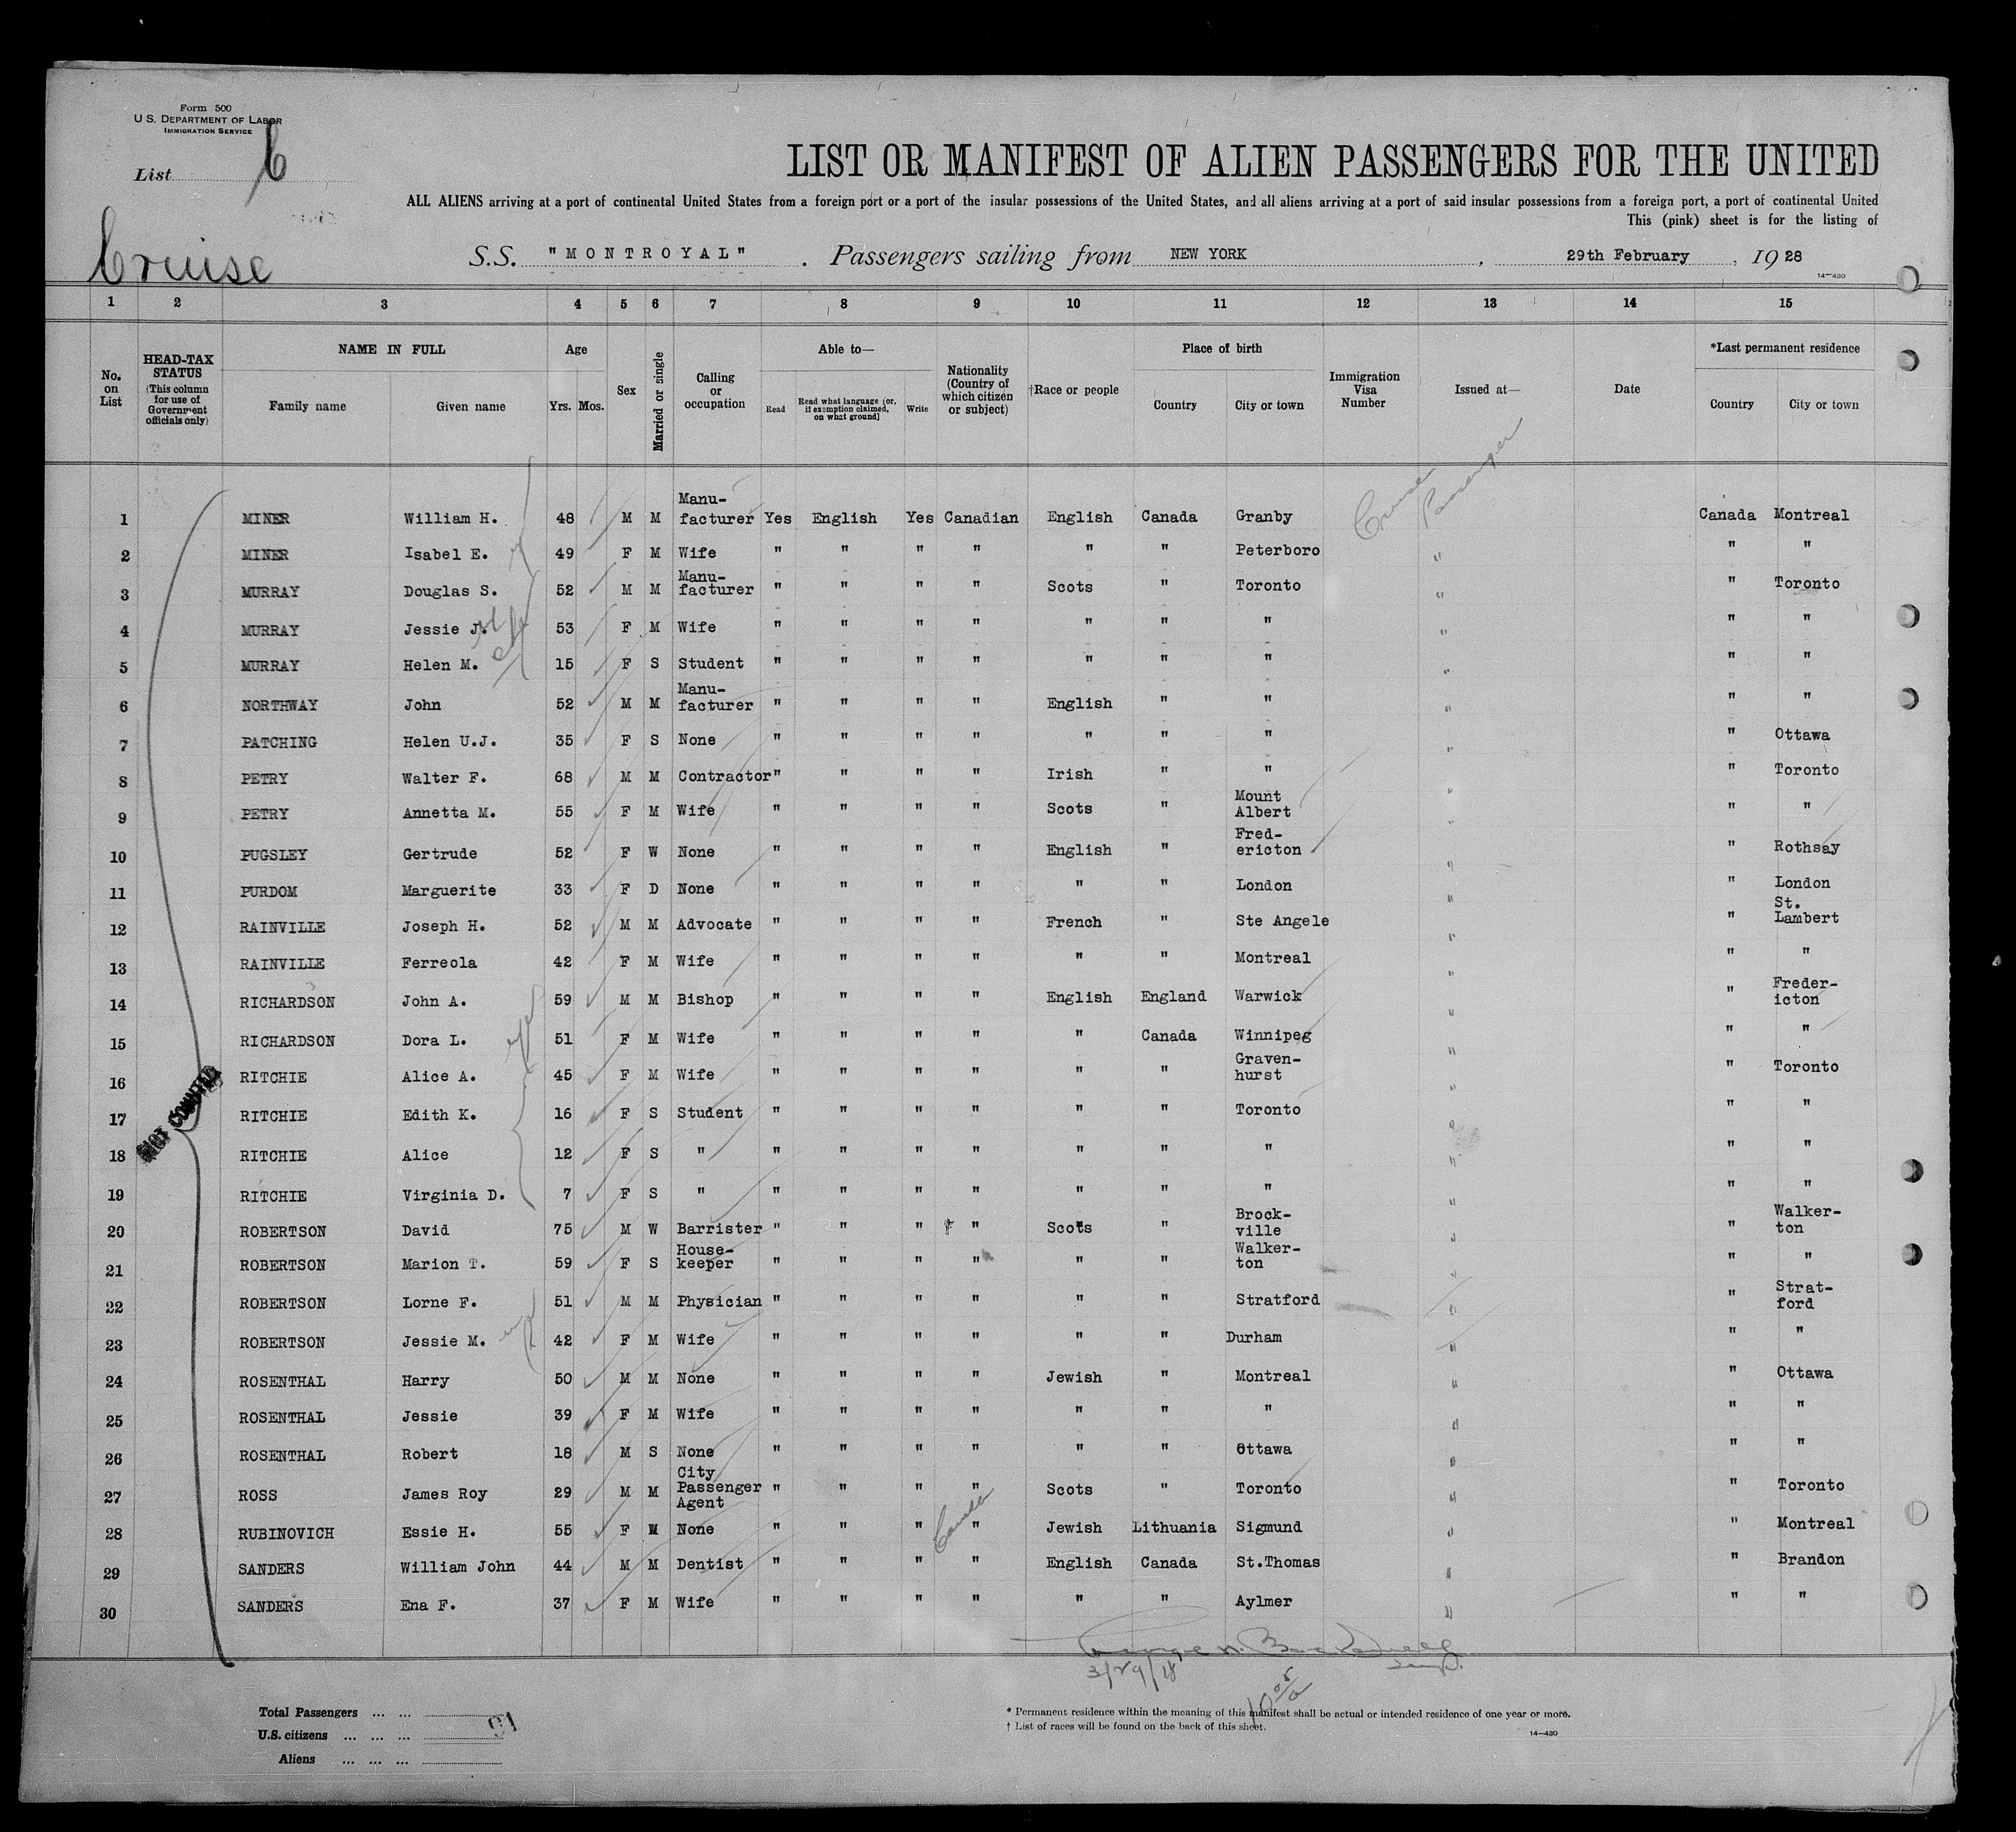 Form 500
U.S. DEPARTMENT OF LABOR
IMMIGRATION SERVICE
List 6
LIST OR MANIFEST OF ALIEN PASSENGERS FOR THE UNITED
ALL ALIENS arriving at a port of continental United States from a foreign port or a port of the insular possessions of the United States, and all aliens arriving at a port of said insular possessions from a foreign port, a port of continental United
This (pink) sheet is for the listing of
Cruise
S.S. "MONTROYAL". Passengers sailing from NEW YORK, 29th February, 1928
14—430
1 2 3 4 5 6 7 8 9 10 11 12 13 14 15
No. on List
HEAD-TAX STATUS (This column for use of Government officials only)
NAME IN FULL
Family name
Given name
Age
Yrs. Mos.
Sex
Married or single
Calling or occupation
Able to—
Read
Read what language [or, if exemption claimed, on what ground]
Write
Nationality (Country of which citizen or subject)
†Race or people
Place of birth
Country
City or town
Immigration Visa Number
Issued at—
Date
*Last permanent residence
Country
City or town
Cruise Passenger
1 MINER William H. 48 M M Manu-facturer Yes English Yes Canadian English Canada Granby Canada Montreal
2 MINER Isabel E. 49 F M Wife " " " " " " Peterboro " " "
3 MURRAY Douglas S. 52 M M Manu-facturer " " " " Scots " Toronto " " Toronto
4 MURRAY Jessie J. 53 F M Wife " " " " " " " " " "
5 MURRAY Helen M. 15 F S Student " " " " " " " " " "
6 NORTHWAY John 52 M M Manu-facturer " " " " English " " " " "
7 PATCHING Helen U.J. 35 F S None " " " " " " " " " Ottawa
8 PETRY Walter F. 68 M M Contractor " " " " Irish " " " " Toronto
9 PETRY Annetta M. 55 F M Wife " " " " Scots " Mount Albert " " "
10 PUGSLEY Gertrude 52 F W None " " " " English " Fred-ericton " " Rothsay
11 PURDOM Marguerite 33 F D None " " " " " " London " " London
12 RAINVILLE Joseph H. 52 M M Advocate " " " " French " Ste Angele " " St. Lambert
13 RAINVILLE Ferreola 42 F M Wife " " " " " " Montreal " " "
14 RICHARDSON John A. 59 M M Bishop " " " " English England Warwick " " Freder-icton
15 RICHARDSON Dora L. 51 F M Wife " " " " " Canada Winnipeg " " "
16 RITCHIE Alice A. 45 F M Wife " " " " " " Graven-hurst " " Toronto
17 RITCHIE Edith K. 16 F S Student " " " " " " Toronto " " "
18 RITCHIE Alice 12 F S " " " " " " " " " " "
19 RITCHIE Virginia D. 7 F S " " " " " " " " " " "
20 ROBERTSON David 75 M W Barrister " " " " Scots " Brock-ville " " Walker-ton
21 ROBERTSON Marion T. 59 F S House-keeper " " " " " " Walker-ton " " "
22 ROBERTSON Lorne F. 51 M M Physician " " " " " " Stratford " " Strat-ford
23 ROBERTSON Jessie M. 42 F M Wife " " " " " " Durham " " "
24 ROSENTHAL Harry 50 M M None " " " " Jewish " Montreal " " Ottawa
25 ROSENTHAL Jessie 39 F M Wife " " " " " " " " " "
26 ROSENTHAL Robert 18 M S None " " " " " " Ottawa " " "
27 ROSS James Roy 29 M M City Passenger Agent " " " " Scots " Toronto " " Toronto
28 RUBINOVICH Essie H. 55 F None " " " Canada " Jewish Lithuania Sigmund " " Montreal
29 SANDERS William John 44 M M Dentist " " " " English Canada St.Thomas " " Brandon
30 SANDERS Ena F. 37 F M Wife " " " " " " Aylmer " " "
NOT COUNTED
Total Passengers ... ...
U.S. citizens ... ... ... 91
Aliens ... ... ...
* Permanent residence within the meaning of this manifest shall be actual or intended residence of one year or more.
† List of races will be found on the back of this sheet.
14—430